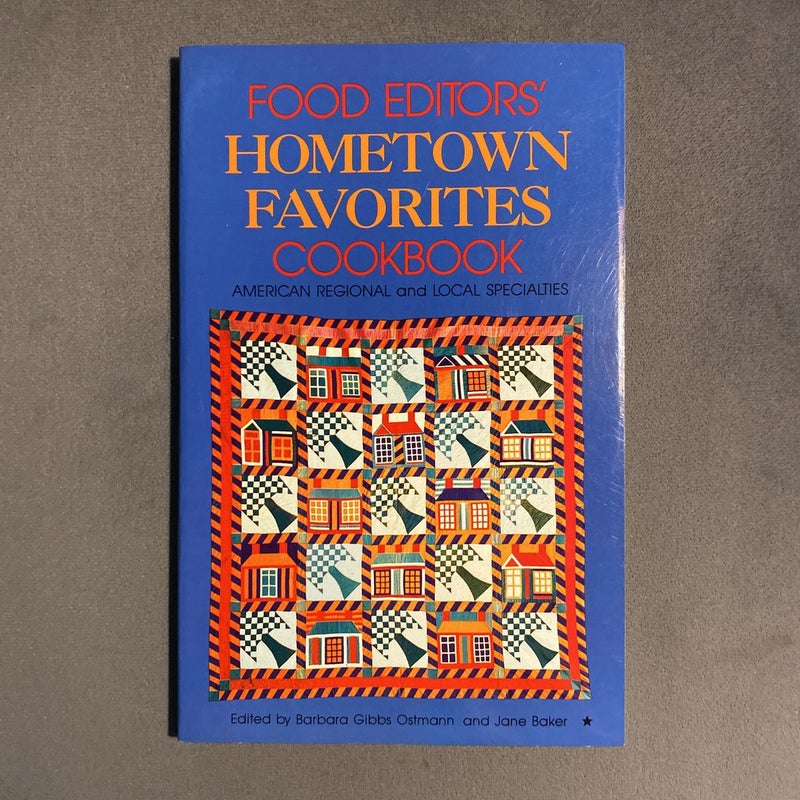 FOOD EDITORS'
HOMETOWN
FAVORITES
COOKBOOK
AMERICAN REGIONAL and LOCAL SPECIALTIES
Edited by Barbara Gibbs Ostmann and Jane Baker